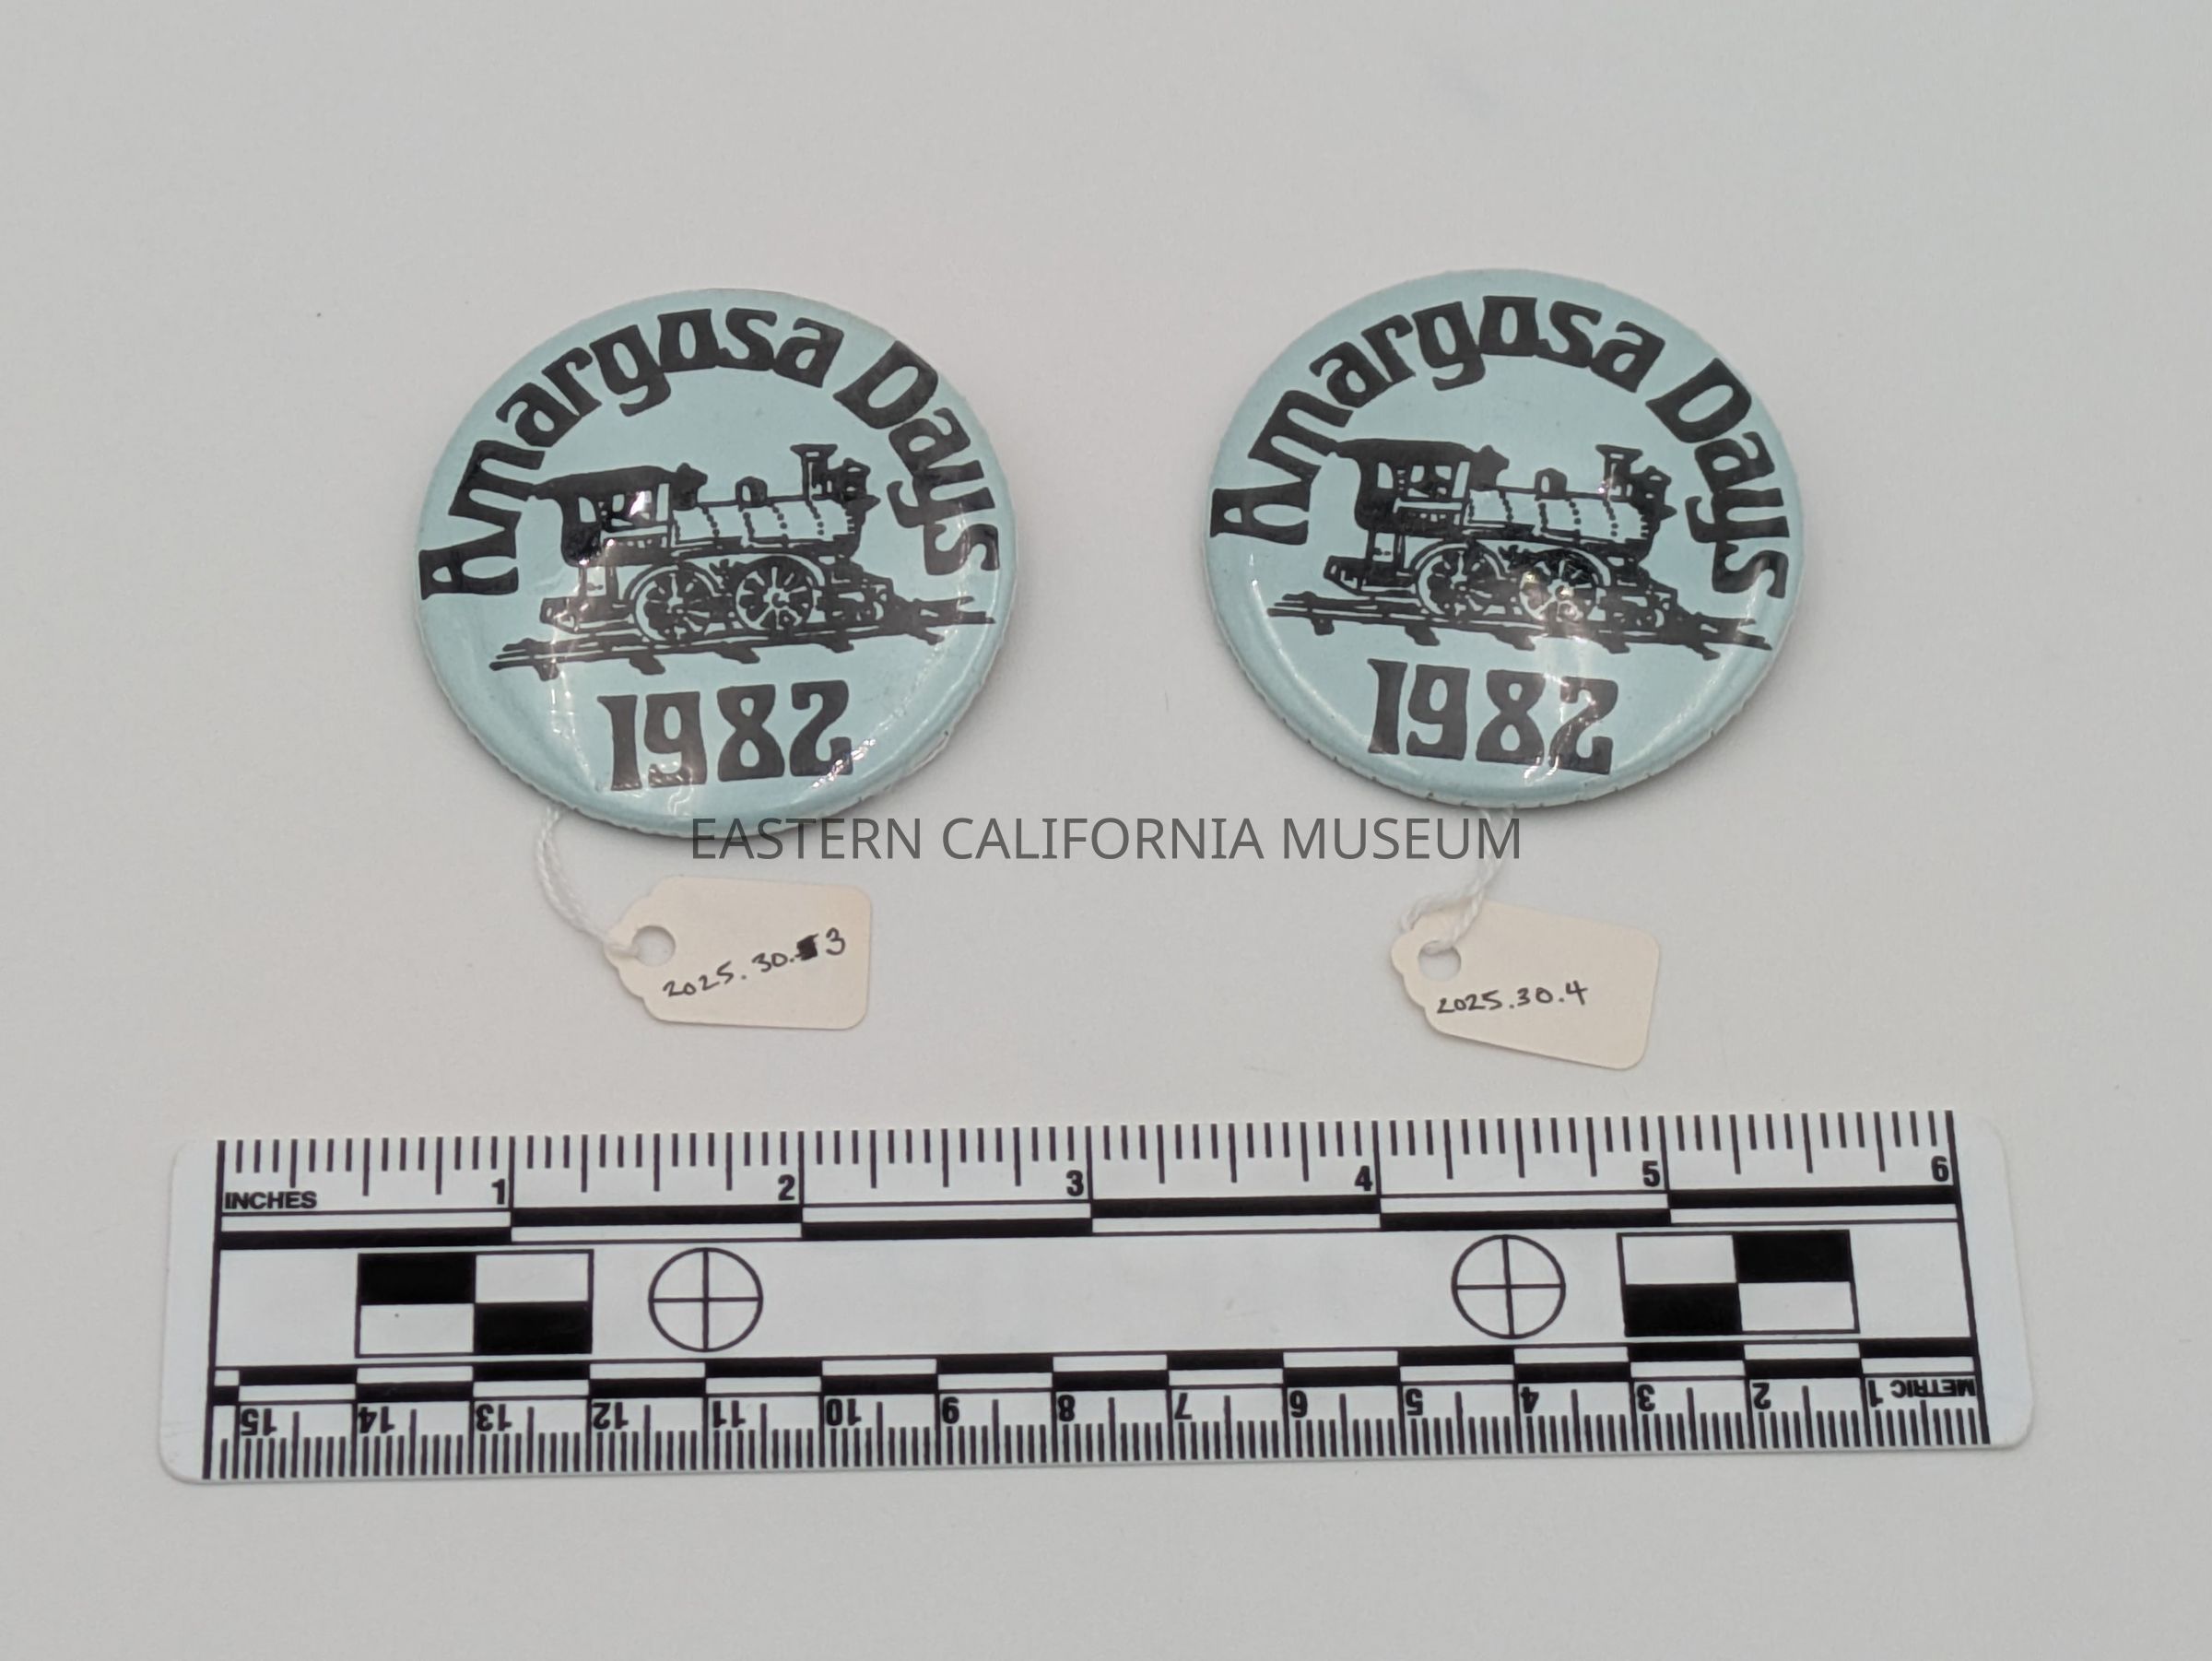 Amargosa Days
1982
Amargosa Days
1982
EASTERN CALIFORNIA MUSEUM
2025.30.3
2025.30.4
1 2 3 4 5 6
INCHES
15 14 13 12 11 10 9 8 7 6 5 4 3 2 1 METRIC